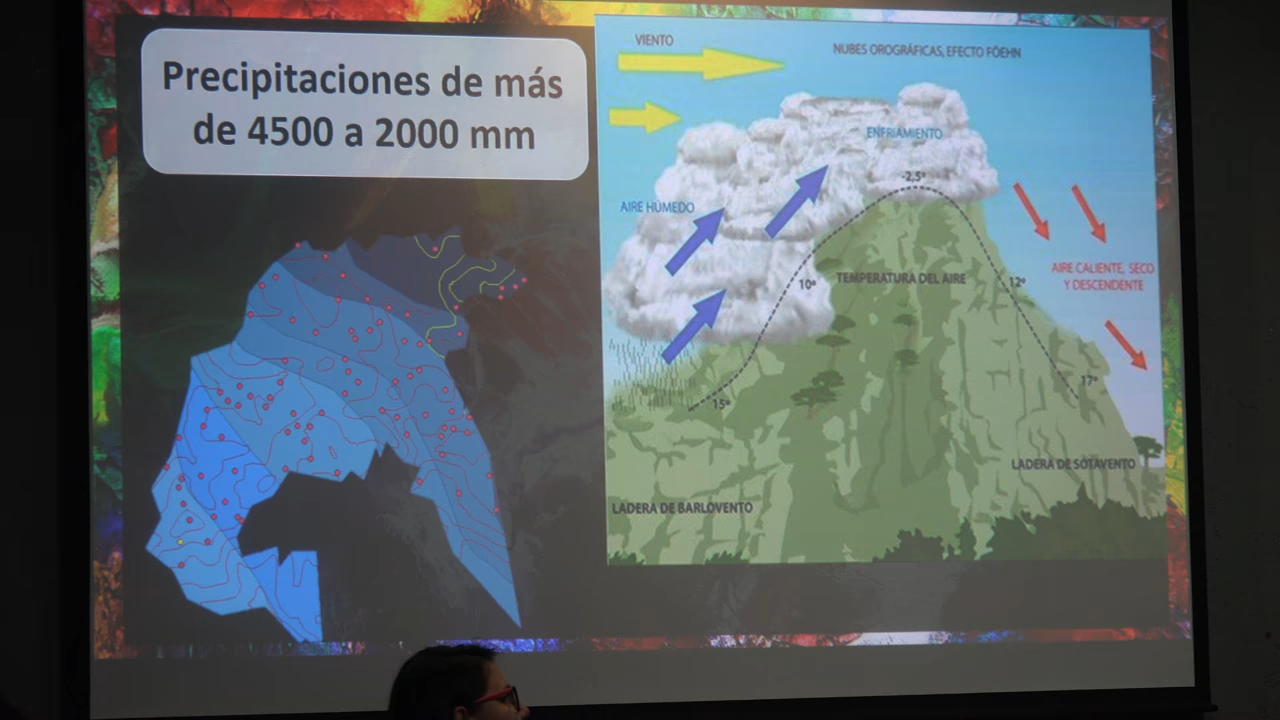 Precipitaciones de más
de 4500 a 2000 mm
VIENTO
NUBES OROGRÁFICAS, EFECTO FÖEHN
ENFRIAMIENTO
-2,5º
AIRE HÚMEDO
TEMPERATURA DEL AIRE
10º
12º
AIRE CALIENTE, SECO
Y DESCENDENTE
17º
15º
LADERA DE SOTAVENTO
LADERA DE BARLOVENTO